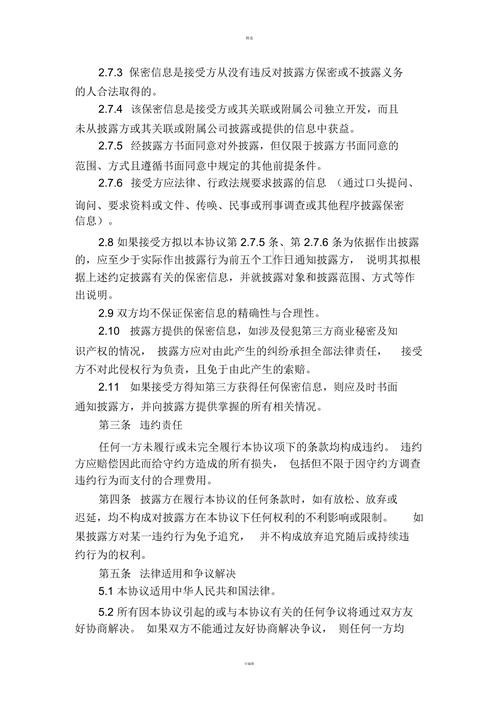 精选
2.7.3 保密信息是接受方从没有违反对披露方保密或不披露义务
的人合法取得的。
2.7.4 该保密信息是接受方或其关联或附属公司独立开发，而且
未从披露方或其关联或附属公司披露或提供的信息中获益。
2.7.5 经披露方书面同意对外披露，但仅限于披露方书面同意的
范围、方式且遵循书面同意中规定的其他前提条件。
2.7.6 接受方应法律、行政法规要求披露的信息（通过口头提问、
询问、要求资料或文件、传唤、民事或刑事调查或其他程序披露保密
信息）。
2.8 如果接受方拟以本协议第 2.7.5 条、第 2.7.6 条为依据作出披露
的，应至少于实际作出披露行为前五个工作日通知披露方， 说明其拟根
据上述约定披露有关的保密信息，并就披露对象和披露范围、方式等作
出说明。
2.9 双方均不保证保密信息的精确性与合理性。
2.10 披露方提供的保密信息，如涉及侵犯第三方商业秘密及知
识产权的情况， 披露方应对由此产生的纠纷承担全部法律责任， 接受
方不对此侵权行为负责，且免于由此产生的索赔。
2.11 如果接受方得知第三方获得任何保密信息，则应及时书面
通知披露方，并向披露方提供掌握的所有相关情况。
第三条 违约责任
任何一方未履行或未完全履行本协议项下的条款均构成违约。 违约
方应赔偿因此而给守约方造成的所有损失， 包括但不限于因守约方调查
违约行为而支付的合理费用。
第四条 披露方在履行本协议的任何条款时，如有放松、放弃或
迟延，均不构成对披露方在本协议下任何权利的不利影响或限制。 如
果披露方对某一违约行为免予追究， 并不构成放弃追究随后或持续违
约行为的权利。
第五条 法律适用和争议解决
5.1 本协议适用中华人民共和国法律。
5.2 所有因本协议引起的或与本协议有关的任何争议将通过双方友
好协商解决。 如果双方不能通过友好协商解决争议， 则任何一方均